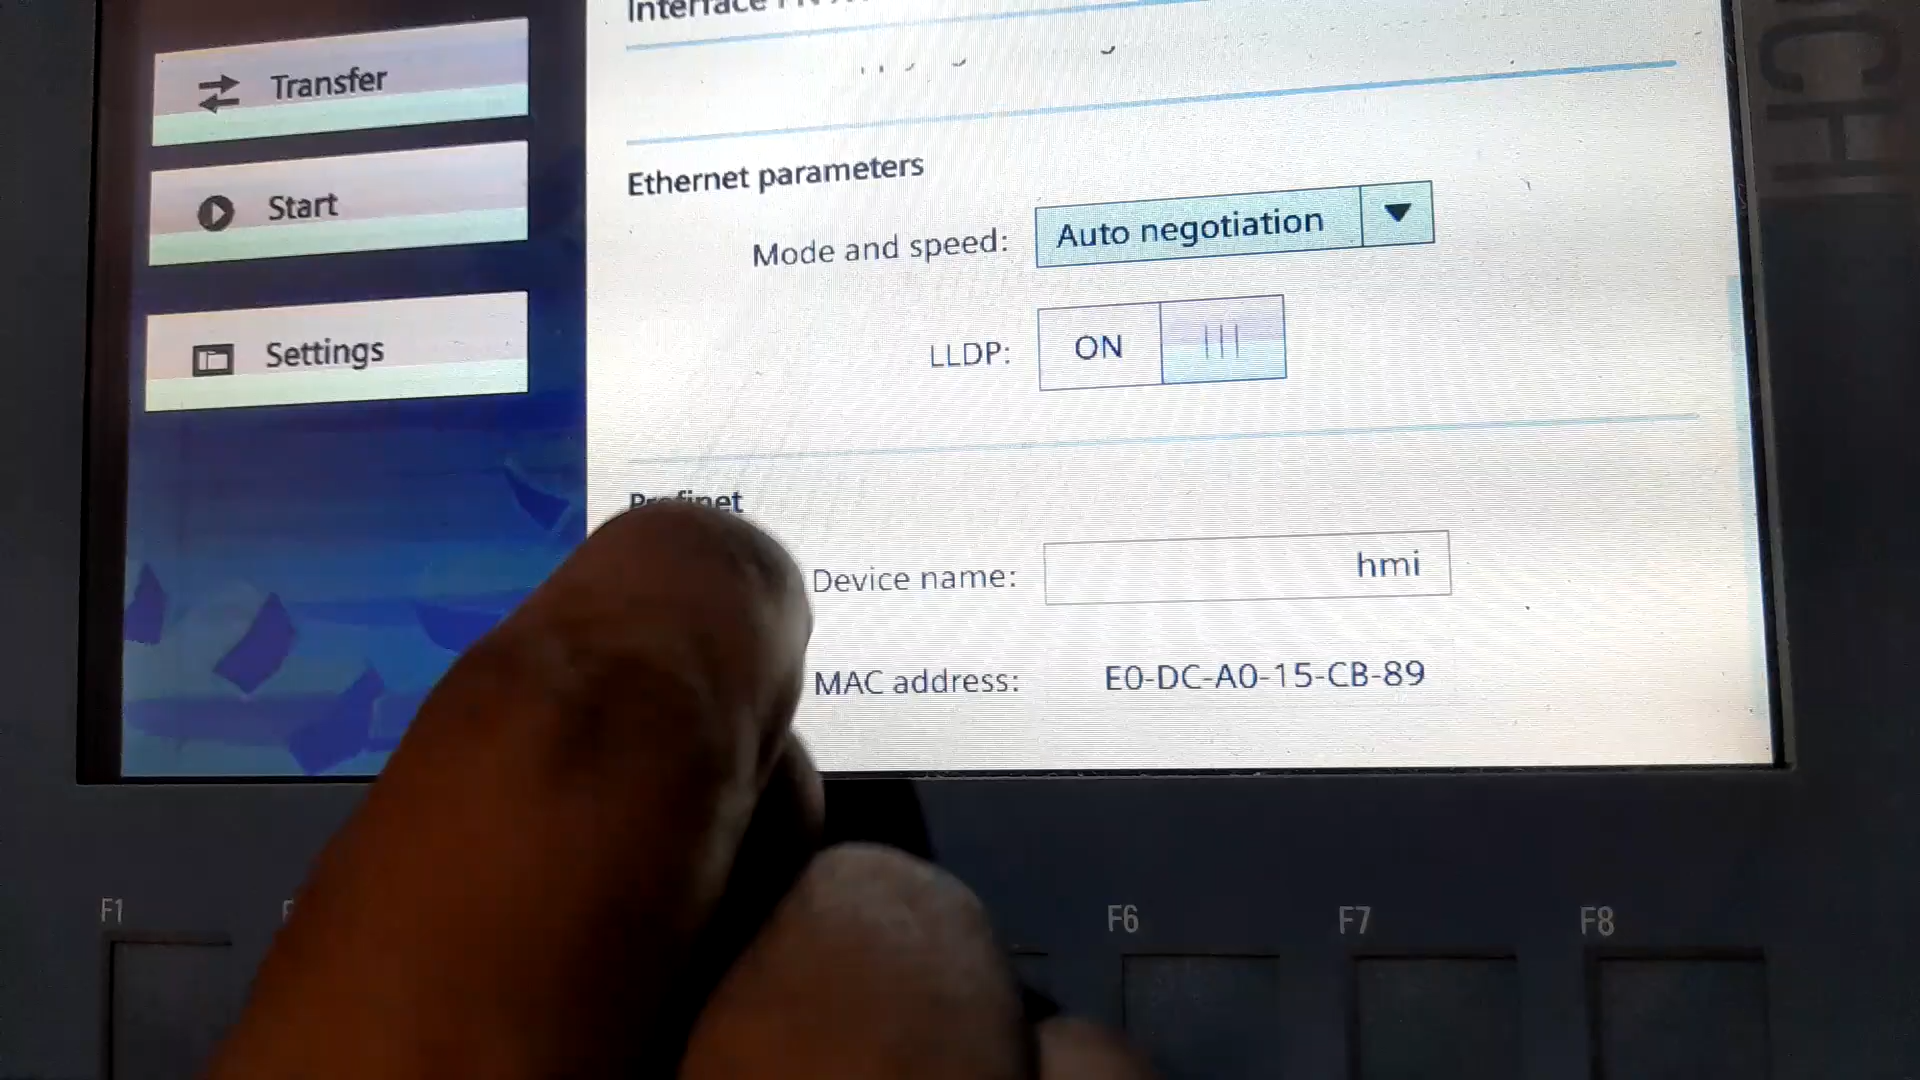 Interface PN
Transfer
Start
Settings
Ethernet parameters
Mode and speed:
Auto negotiation
LLDP:
ON
Profinet
Device name:
hmi
MAC address:
E0-DC-A0-15-CB-89
F1
F6
F7
F8